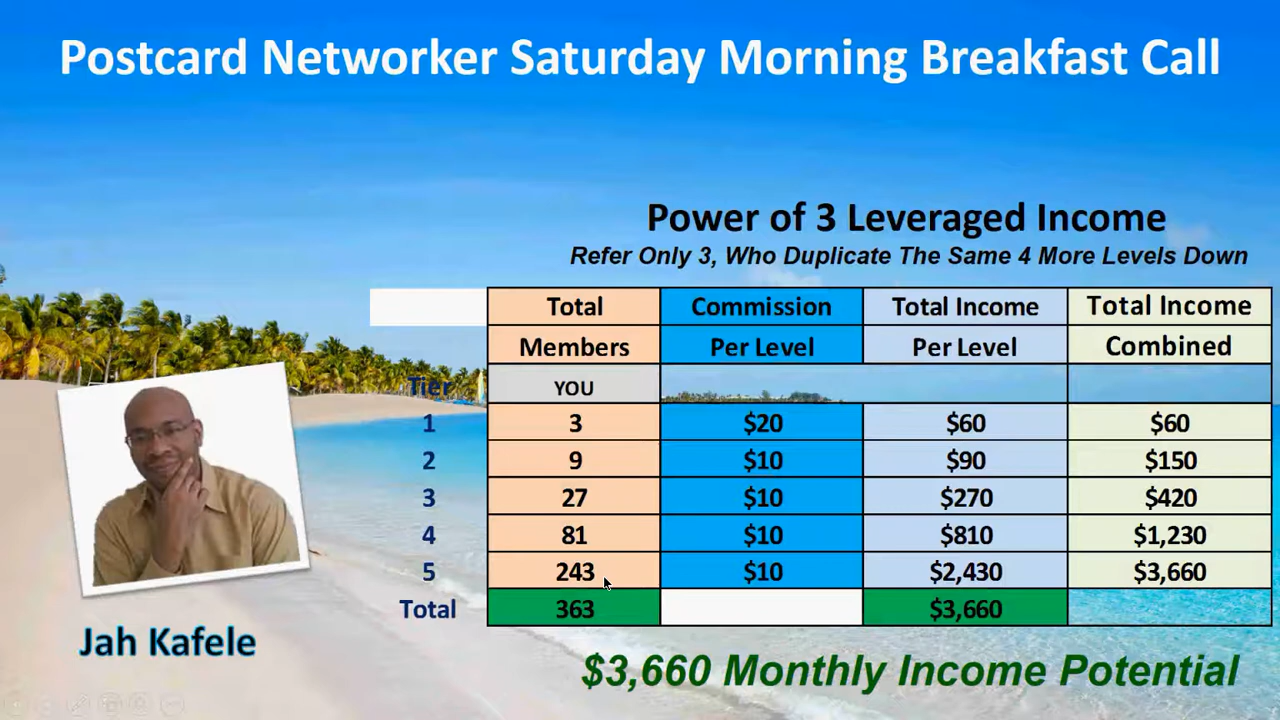 Postcard Networker Saturday Morning Breakfast Call
Power of 3 Leveraged Income
Refer Only 3, Who Duplicate The Same 4 More Levels Down
Total Commission Total Income Total Income
Members Per Level Per Level Combined
Tier YOU
1 3 $20 $60 $60
2 9 $10 $90 $150
3 27 $10 $270 $420
4 81 $10 $810 $1,230
5 243 $10 $2,430 $3,660
Total 363 $3,660
Jah Kafele
$3,660 Monthly Income Potential